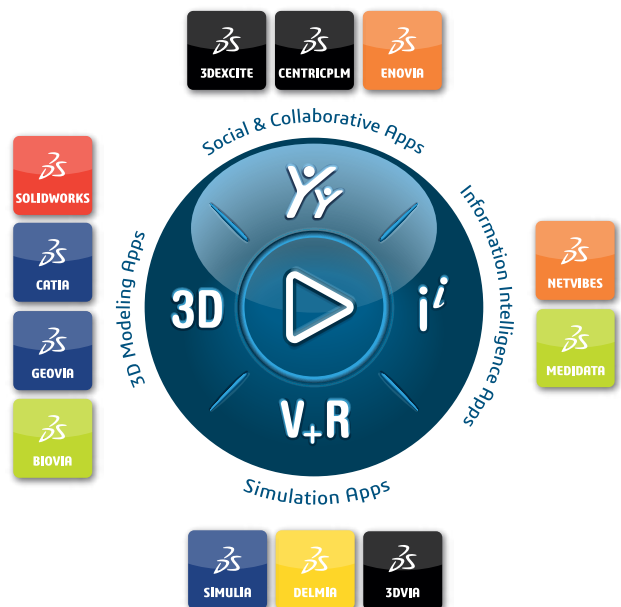 3DEXCITE
CENTRICPLM
ENOVIA
Social & Collaborative Apps
SOLIDWORKS
CATIA
GEOVIA
BIOVIA
3D Modeling Apps
3D
i i
V+R
Information Intelligence Apps
NETVIBES
MEDIDATA
Simulation Apps
SIMULIA
DELMIA
3DVIA